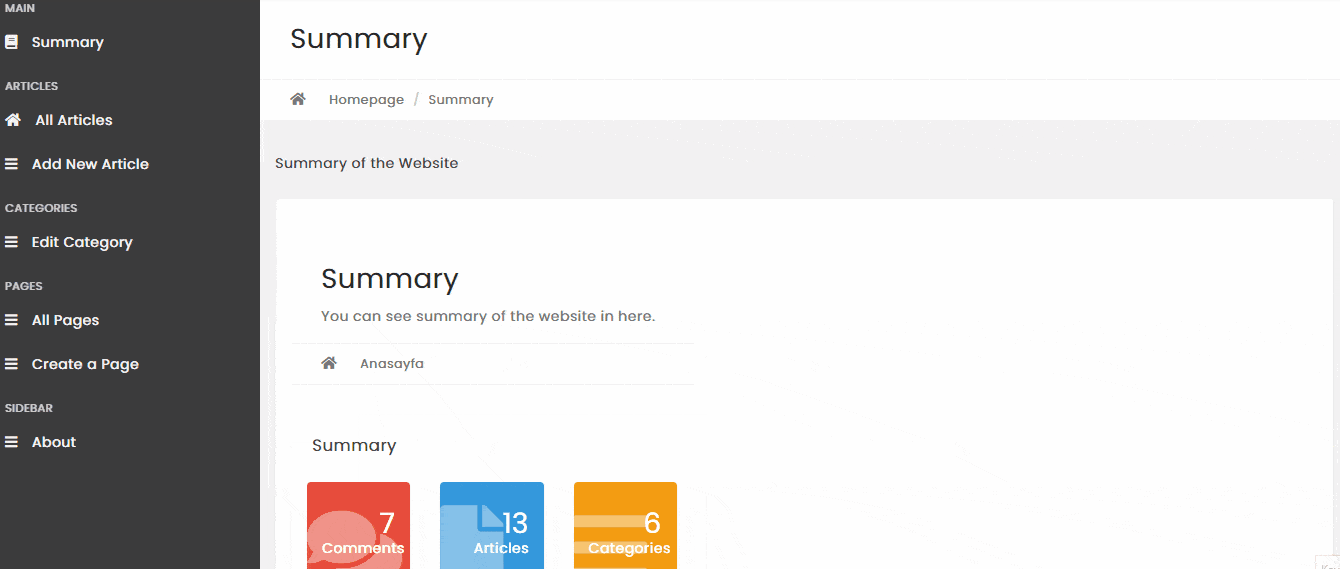 MAIN
Summary
ARTICLES
All Articles
Add New Article
CATEGORIES
Edit Category
PAGES
All Pages
Create a Page
SIDEBAR
About
Summary
Homepage / Summary
Summary of the Website
Summary
You can see summary of the website in here.
Anasayfa
Summary
7
Comments
13
Articles
6
Categories